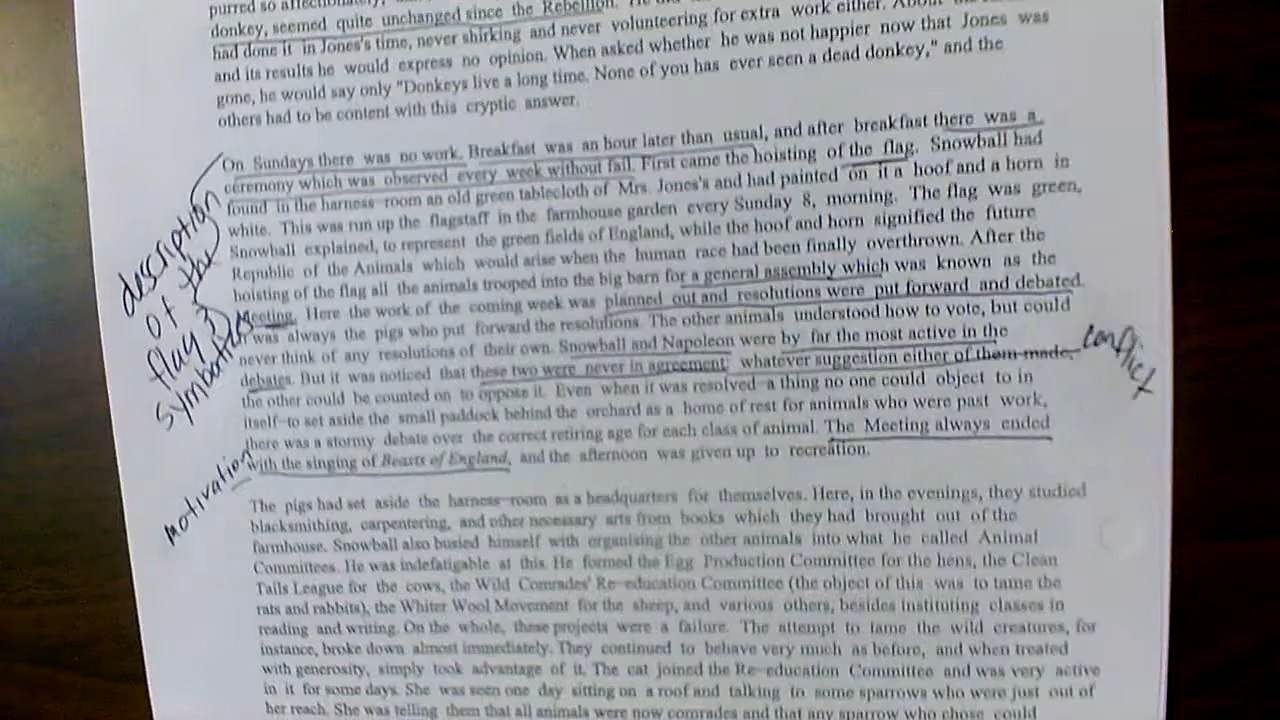 purred so affectionately,
donkey, seemed quite unchanged since the Rebellion. He did
had done it in Jones's time, never shirking and never volunteering for extra work either. About the
and its results he would express no opinion. When asked whether he was not happier now that Jones was
gone, he would say only "Donkeys live a long time. None of you has ever seen a dead donkey," and the
others had to be content with this cryptic answer.
On Sundays there was no work. Breakfast was an hour later than usual, and after breakfast there was a
ceremony which was observed every week without fail. First came the hoisting of the flag. Snowball had
found in the harness-room an old green tablecloth of Mrs. Jones's and had painted on it a hoof and a horn in
white. This was run up the flagstaff in the farmhouse garden every Sunday 8, morning. The flag was green,
Snowball explained, to represent the green fields of England, while the hoof and horn signified the future
Republic of the Animals which would arise when the human race had been finally overthrown. After the
hoisting of the flag all the animals trooped into the big barn for a general assembly which was known as the
Meeting. Here the work of the coming week was planned out and resolutions were put forward and debated.
It was always the pigs who put forward the resolutions. The other animals understood how to vote, but could
never think of any resolutions of their own. Snowball and Napoleon were by far the most active in the
debates. But it was noticed that these two were never in agreement: whatever suggestion either of them made,
the other could be counted on to oppose it. Even when it was resolved-a thing no one could object to in
itself-to set aside the small paddock behind the orchard as a home of rest for animals who were past work,
there was a stormy debate over the correct retiring age for each class of animal. The Meeting always ended
with the singing of Beasts of England, and the afternoon was given up to recreation.
description
of the
flag
conflict
motivation
The pigs had set aside the harness-room as a headquarters for themselves. Here, in the evenings, they studied
blacksmithing, carpentering, and other necessary arts from books which they had brought out of the
farmhouse. Snowball also busied himself with organising the other animals into what he called Animal
Committees. He was indefatigable at this. He formed the Egg Production Committee for the hens, the Clean
Tails League for the cows, the Wild Comrades' Re-education Committee (the object of this was to tame the
rats and rabbits), the Whiter Wool Movement for the sheep, and various others, besides instituting classes in
reading and writing. On the whole, these projects were a failure. The attempt to tame the wild creatures, for
instance, broke down almost immediately. They continued to behave very much as before, and when treated
with generosity, simply took advantage of it. The cat joined the Re-education Committee and was very active
in it for some days. She was seen one day sitting on a roof and talking to some sparrows who were just out of
her reach. She was telling them that all animals were now comrades and that any sparrow who chose could